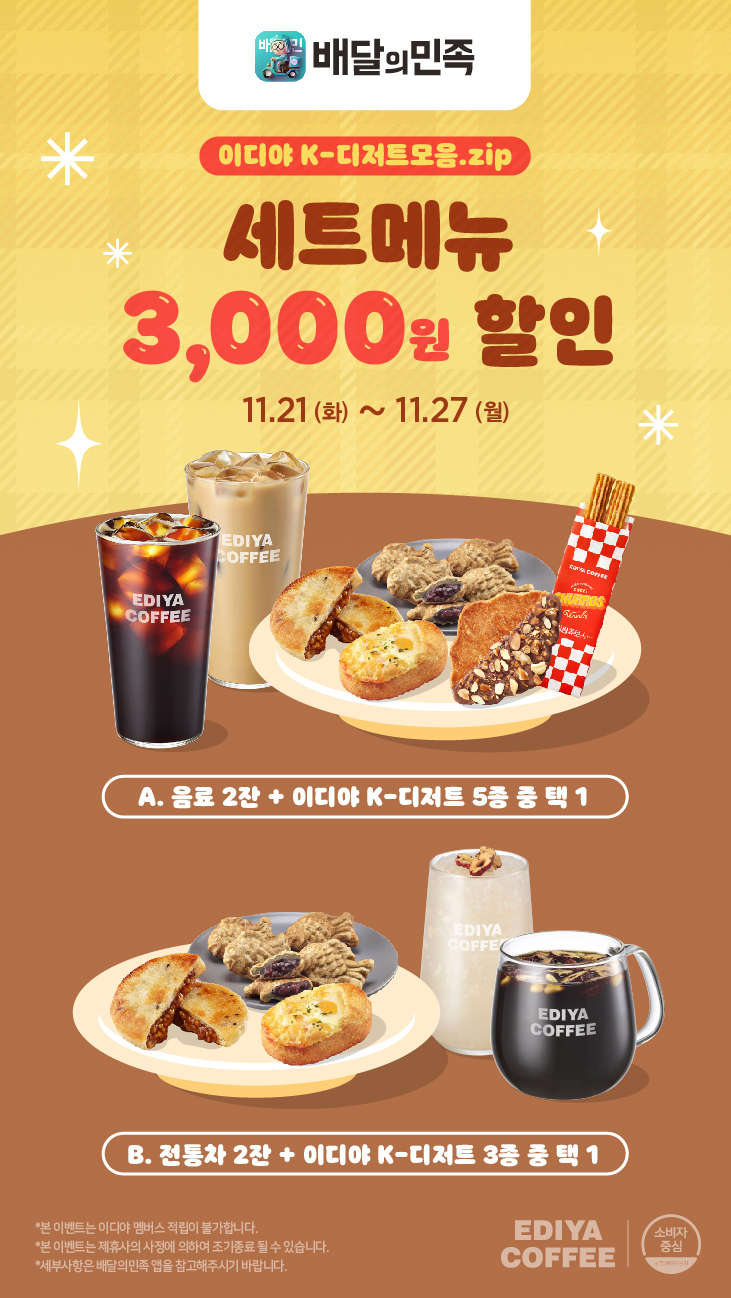 배달의민족
이디야 K-디저트모음.zip
세트메뉴
3,000원 할인
11.21 (화) ~ 11.27 (월)
EDIYA
COFFEE
EDIYA
COFFEE
EDIYA COFFEE
CHURROS
A. 음료 2잔 + 이디야 K-디저트 5종 중 택 1
EDIYA
COFFEE
EDIYA
COFFEE
B. 전통차 2잔 + 이디야 K-디저트 3종 중 택 1
*본 이벤트는 이디야 멤버스 적립이 불가합니다.
*본 이벤트는 제휴사의 사정에 의하여 조기종료 될 수 있습니다.
*세부사항은 배달의민족 앱을 참고해주시기 바랍니다.
EDIYA
COFFEE
소비자
중심